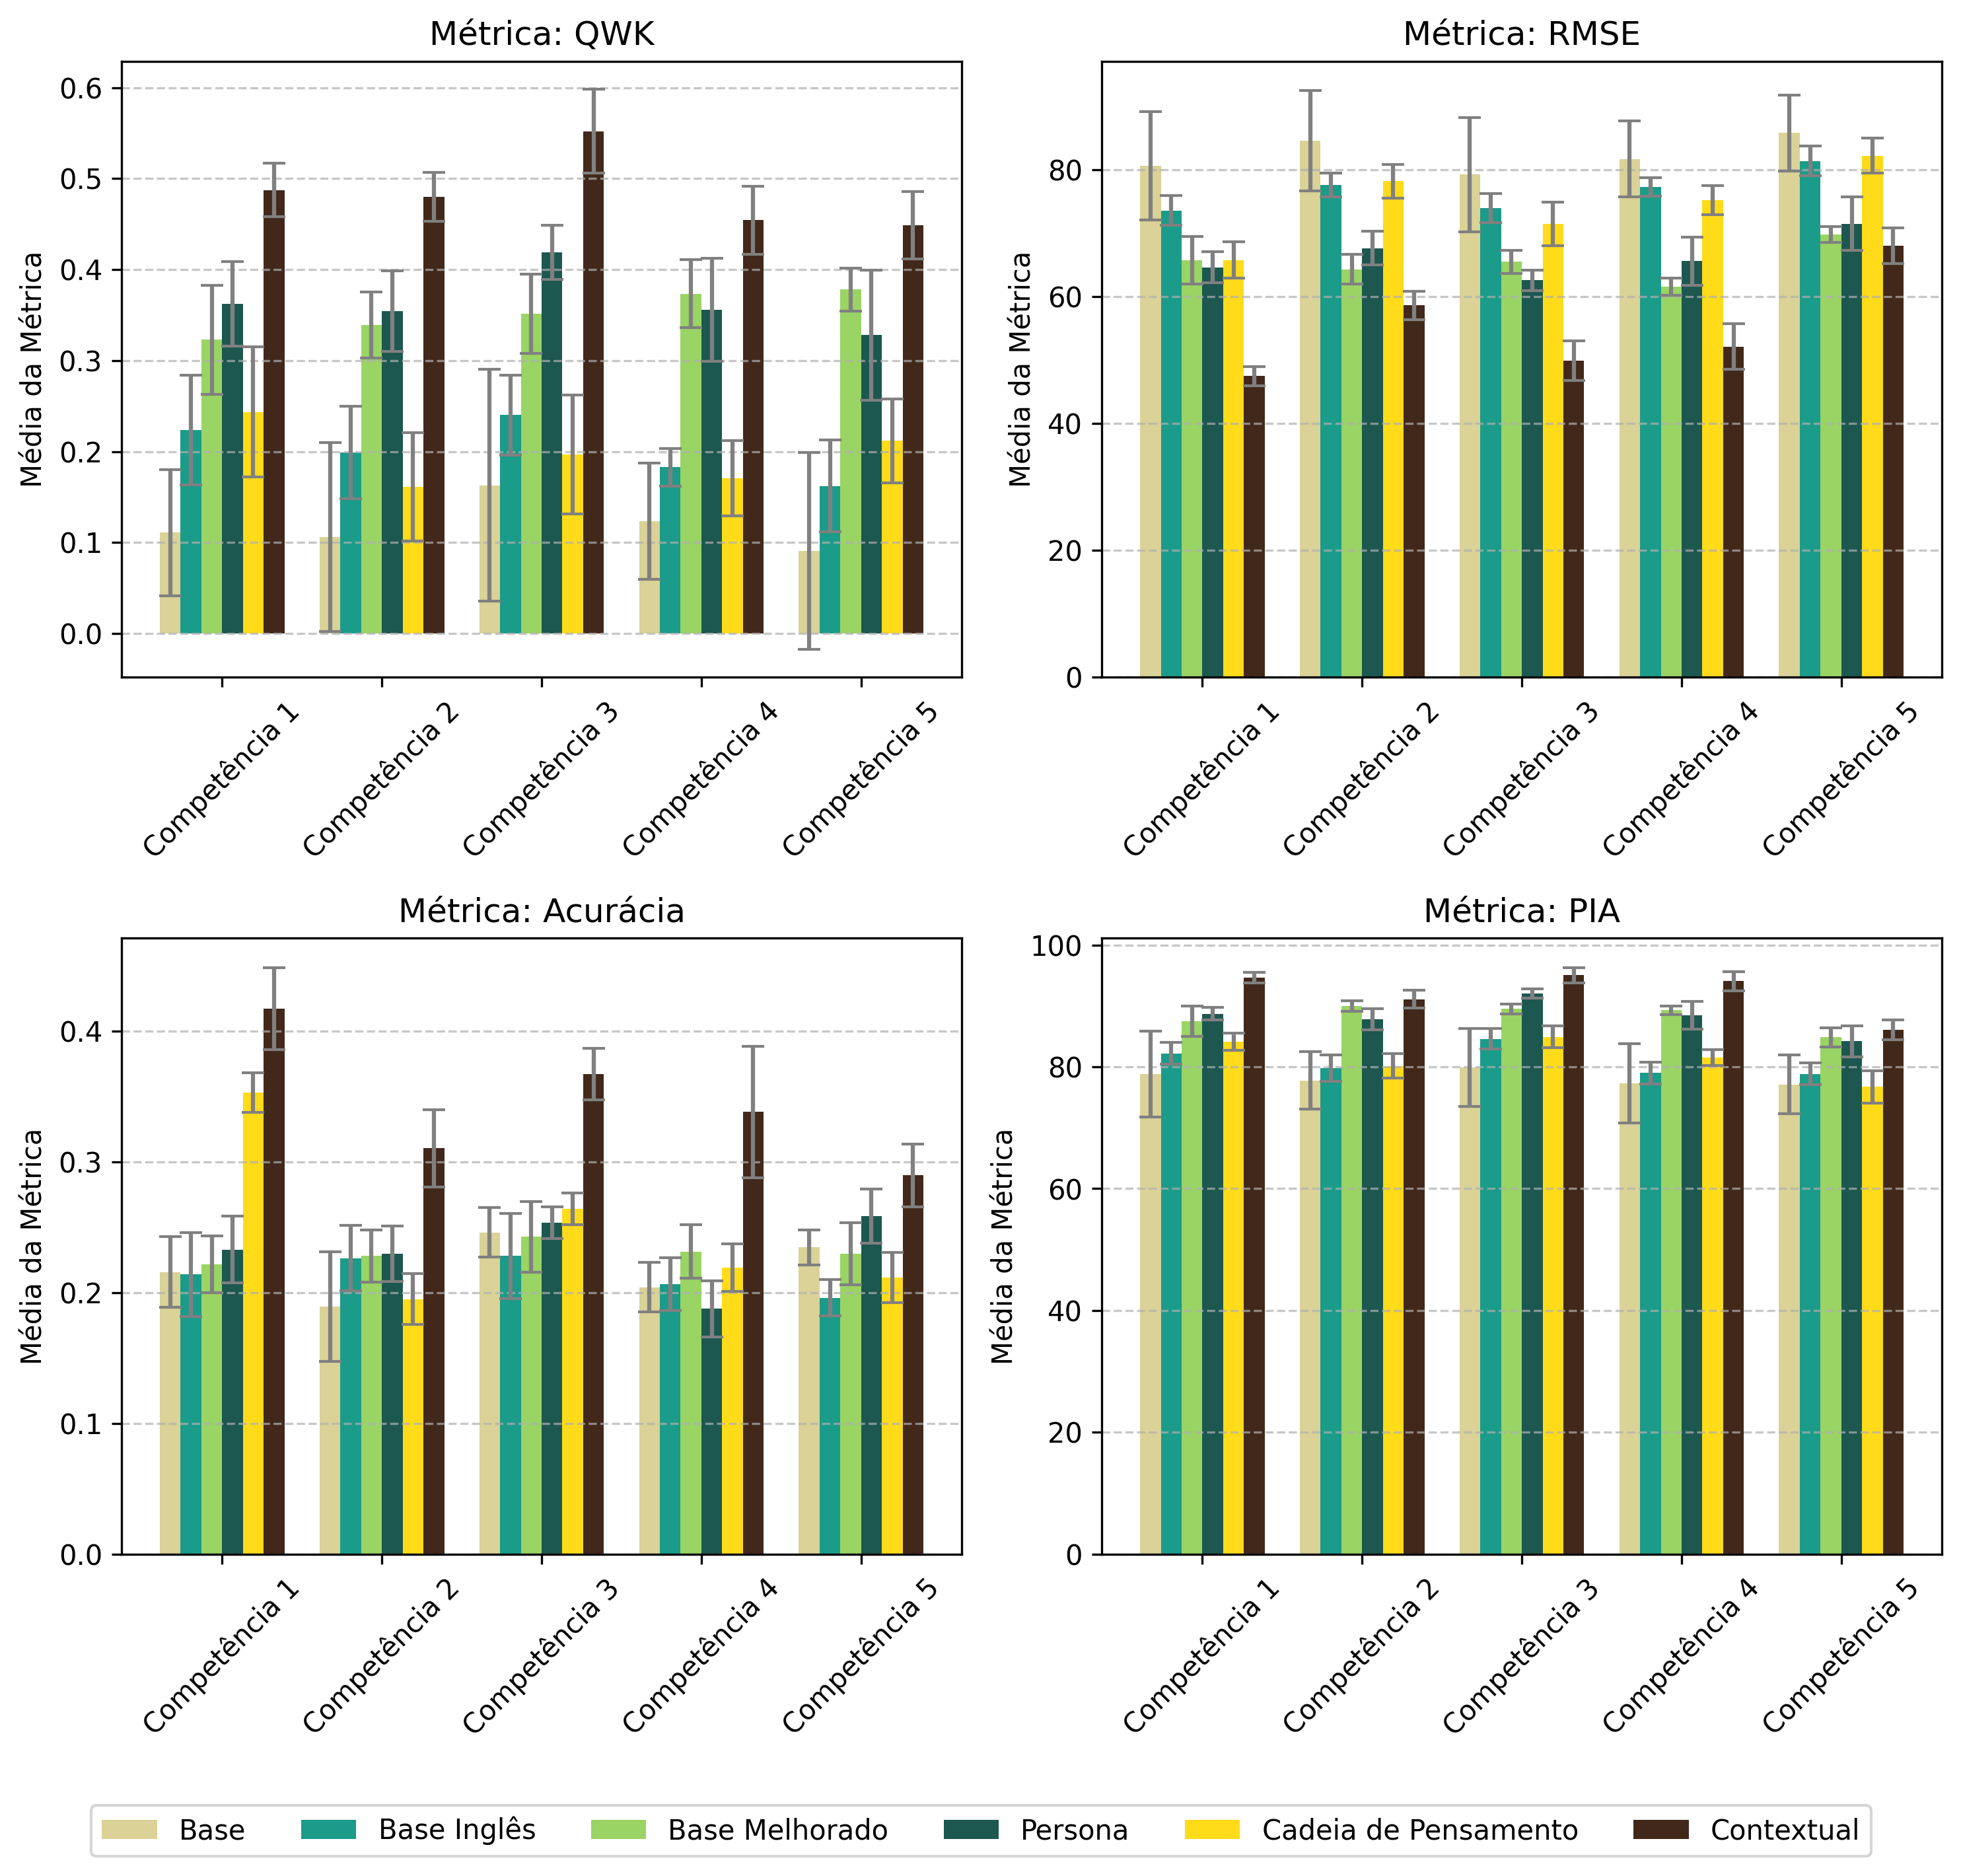 Métrica: QWK
Média da Métrica
0.6
0.5
0.4
0.3
0.2
0.1
0.0
Competência 1
Competência 2
Competência 3
Competência 4
Competência 5
Métrica: RMSE
Média da Métrica
80
60
40
20
0
Competência 1
Competência 2
Competência 3
Competência 4
Competência 5
Métrica: Acurácia
Média da Métrica
0.4
0.3
0.2
0.1
0.0
Competência 1
Competência 2
Competência 3
Competência 4
Competência 5
Métrica: PIA
Média da Métrica
100
80
60
40
20
0
Competência 1
Competência 2
Competência 3
Competência 4
Competência 5
Base Base Inglês Base Melhorado Persona Cadeia de Pensamento Contextual